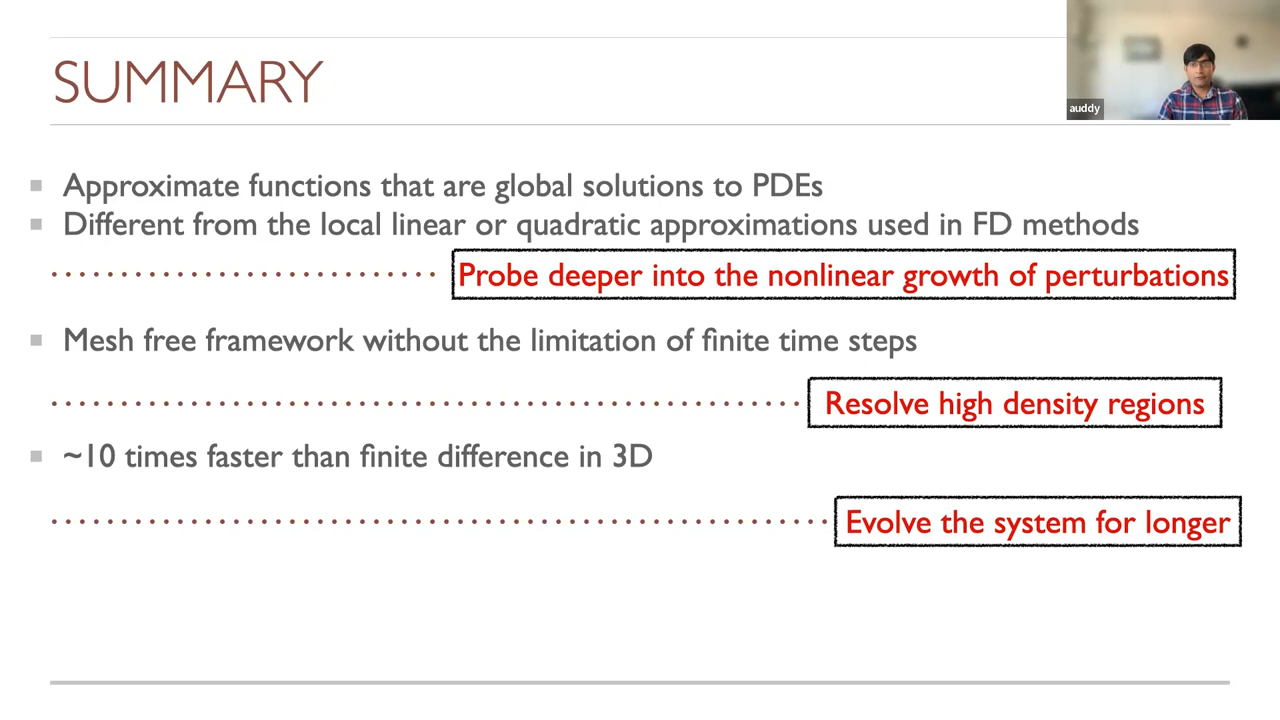 SUMMARY
auddy
Approximate functions that are global solutions to PDEs
Different from the local linear or quadratic approximations used in FD methods
Probe deeper into the nonlinear growth of perturbations
Mesh free framework without the limitation of finite time steps
Resolve high density regions
~10 times faster than finite difference in 3D
Evolve the system for longer